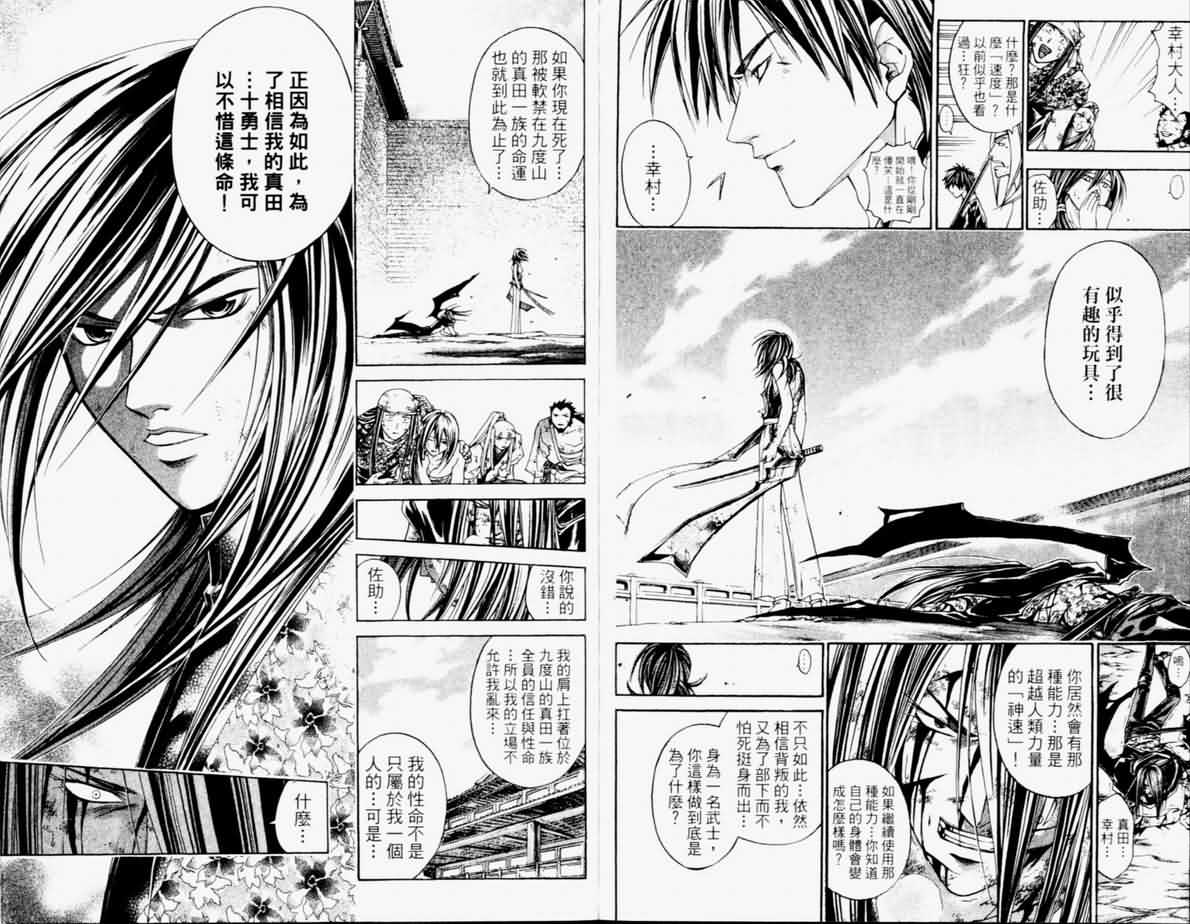 幸村大人…
什麼?那是什
麼「速度」?
以前似乎也看
過…狂?
佐助…
喂!你從剛剛
開始就一直在
傻笑…這是什
麼?
…幸村…
似乎得到了很
有趣的玩具…
嗚…
真田…
幸村…
你居然會有那
種能力…那是
超越人類力量
的「神速」!
如果繼續使用那
種能力…你知道
自己的身體會變
成怎麼樣嗎?
…
不只如此…依然
相信背叛的我,
又為了部下而不
怕死挺身而出…
身為一名武士,
你這樣做到底是
為了什麼?
如果你現在死了…
那被軟禁在九度山
的真田一族的命運
也就到此為止了…
你說的
沒錯…
佐助…
我的肩上扛著位於
九度山的真田一族
全員的信任與性命
…所以我的立場不
允許我亂來…
我的性命不是
只屬於我一個
人的…可是…
正因為如此,為
了相信我的真田
…十勇士,我可
以不惜這條命!
什麼…